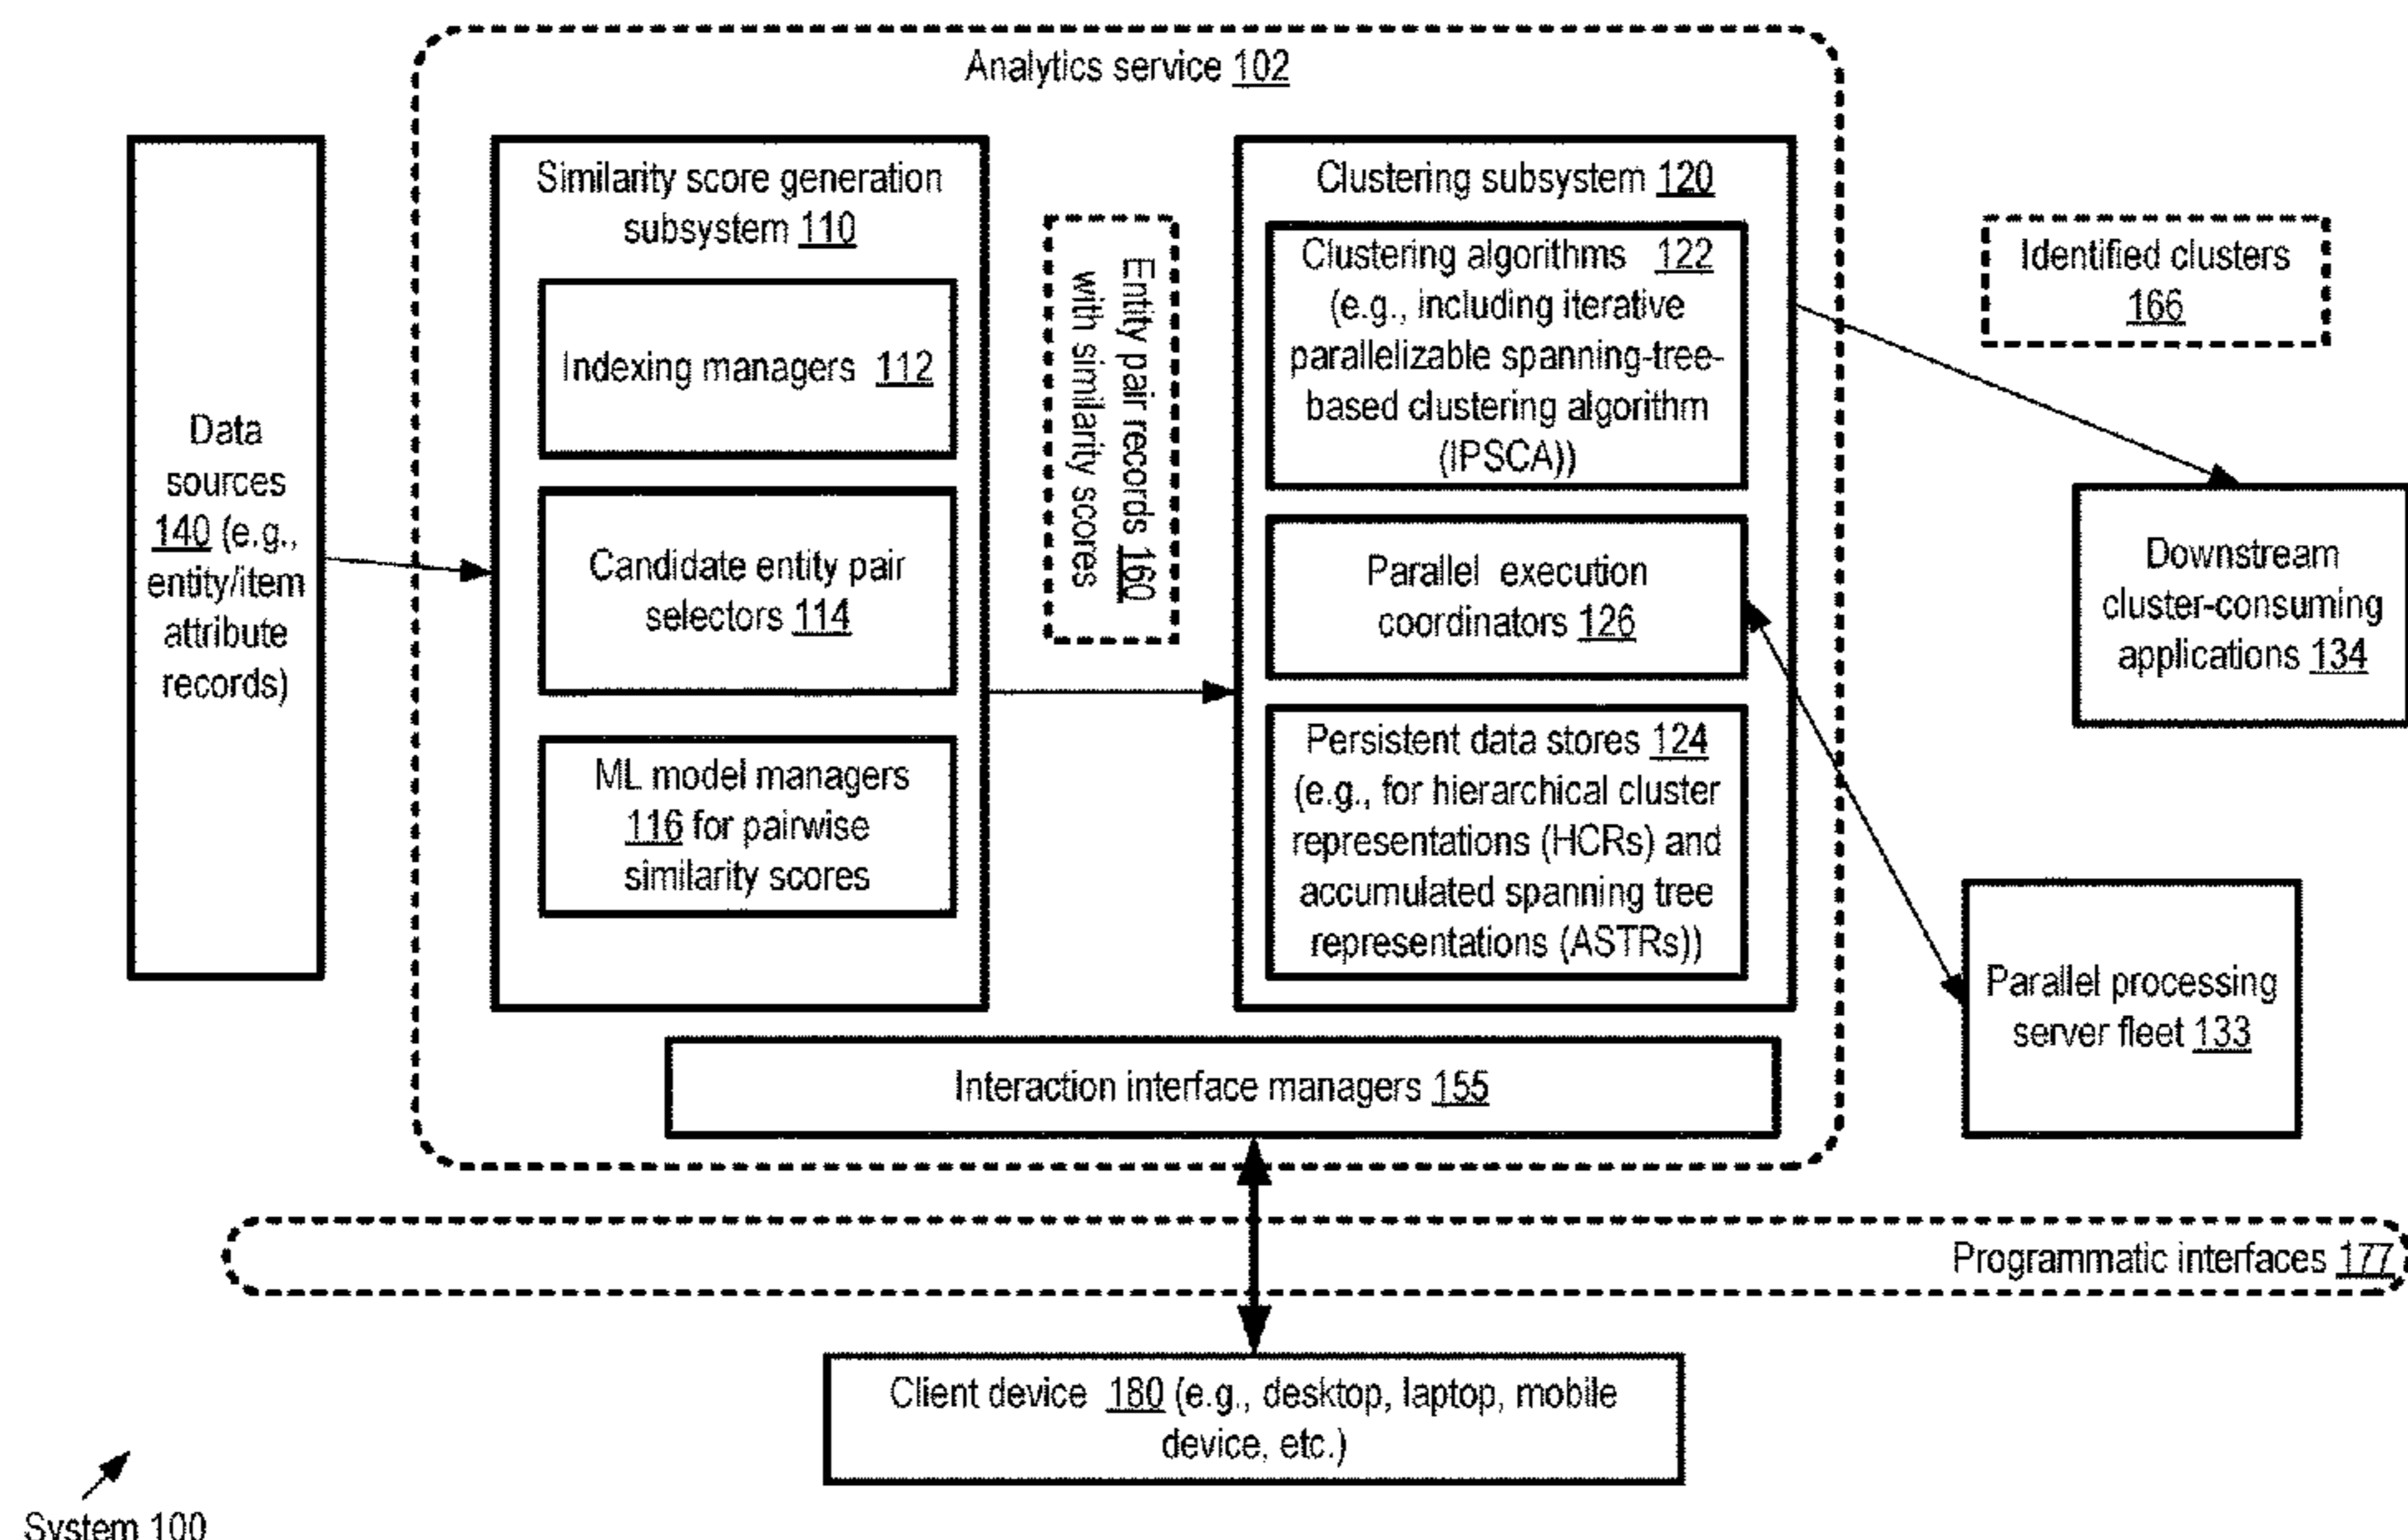 Analytics service 102
Data
sources
140 (e.g.,
entity/item
attribute
records)
Similarity score generation
subsystem 110
Indexing managers 112
Candidate entity pair
selectors 114
ML model managers
116 for pairwise
similarity scores
Entity pair records 160
with similarity scores
Clustering subsystem 120
Clustering algorithms 122
(e.g., including iterative
parallelizable spanning-tree-
based clustering algorithm
(IPSCA))
Parallel execution
coordinators 126
Persistent data stores 124
(e.g., for hierarchical cluster
representations (HCRs) and
accumulated spanning tree
representations (ASTRs))
Identified clusters
166
Downstream
cluster-consuming
applications 134
Parallel processing
server fleet 133
Interaction interface managers 155
Programmatic interfaces 177
Client device 180 (e.g., desktop, laptop, mobile
device, etc.)
System 100